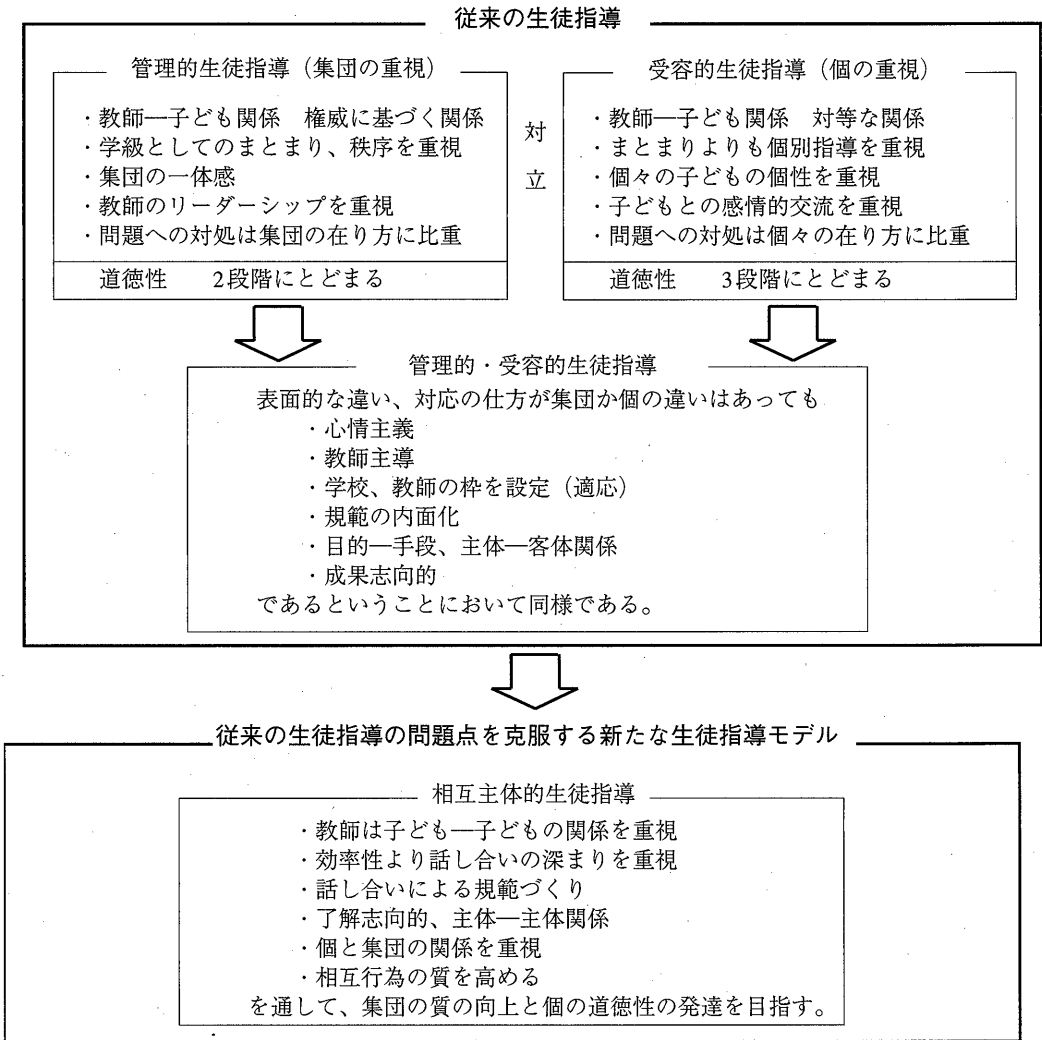 従来の生徒指導
管理的生徒指導（集団の重視）
・教師―子ども関係　権威に基づく関係
・学級としてのまとまり、秩序を重視
・集団の一体感
・教師のリーダーシップを重視
・問題への対処は集団の在り方に比重
道徳性　2段階にとどまる
対立
受容的生徒指導（個の重視）
・教師―子ども関係　対等な関係
・まとまりよりも個別指導を重視
・個々の子どもの個性を重視
・子どもとの感情的交流を重視
・問題への対処は個々の在り方に比重
道徳性　3段階にとどまる
管理的・受容的生徒指導
表面的な違い、対応の仕方が集団か個の違いはあっても
・心情主義
・教師主導
・学校、教師の枠を設定（適応）
・規範の内面化
・目的―手段、主体―客体関係
・成果志向的
であるということにおいて同様である。
従来の生徒指導の問題点を克服する新たな生徒指導モデル
相互主体的生徒指導
・教師は子ども―子どもの関係を重視
・効率性より話し合いの深まりを重視
・話し合いによる規範づくり
・了解志向的、主体―主体関係
・個と集団の関係を重視
・相互行為の質を高める
を通して、集団の質の向上と個の道徳性の発達を目指す。